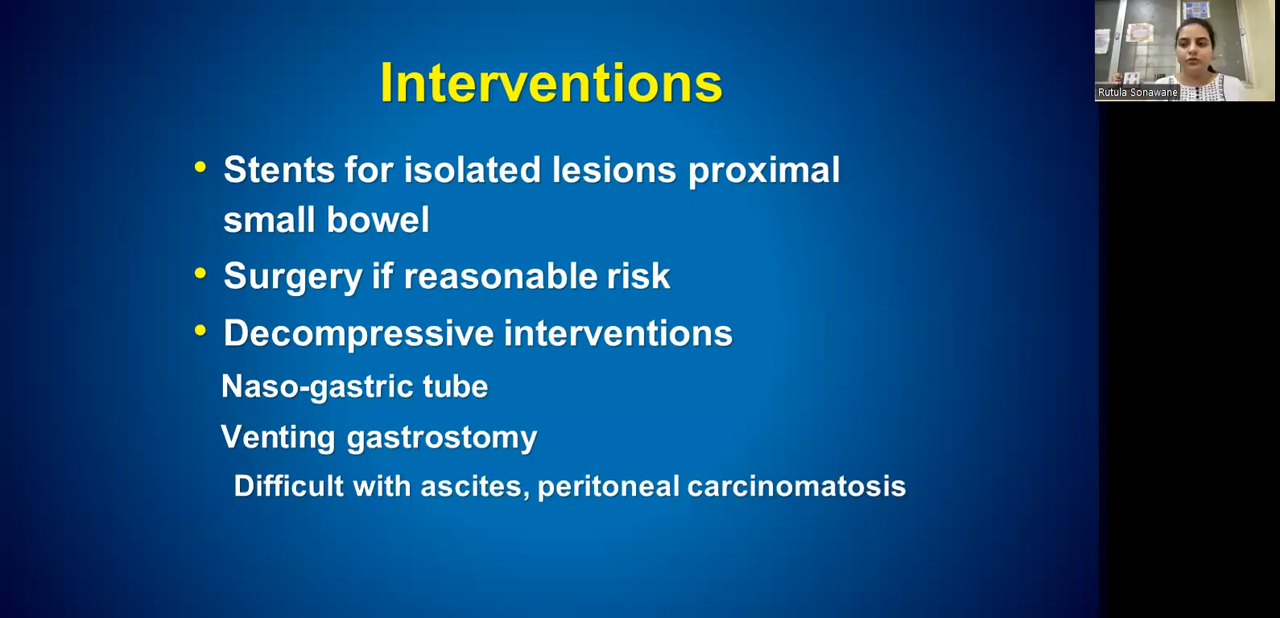 Interventions
• Stents for isolated lesions proximal
small bowel
• Surgery if reasonable risk
• Decompressive interventions
Naso-gastric tube
Venting gastrostomy
Difficult with ascites, peritoneal carcinomatosis
Rutula Sonawane